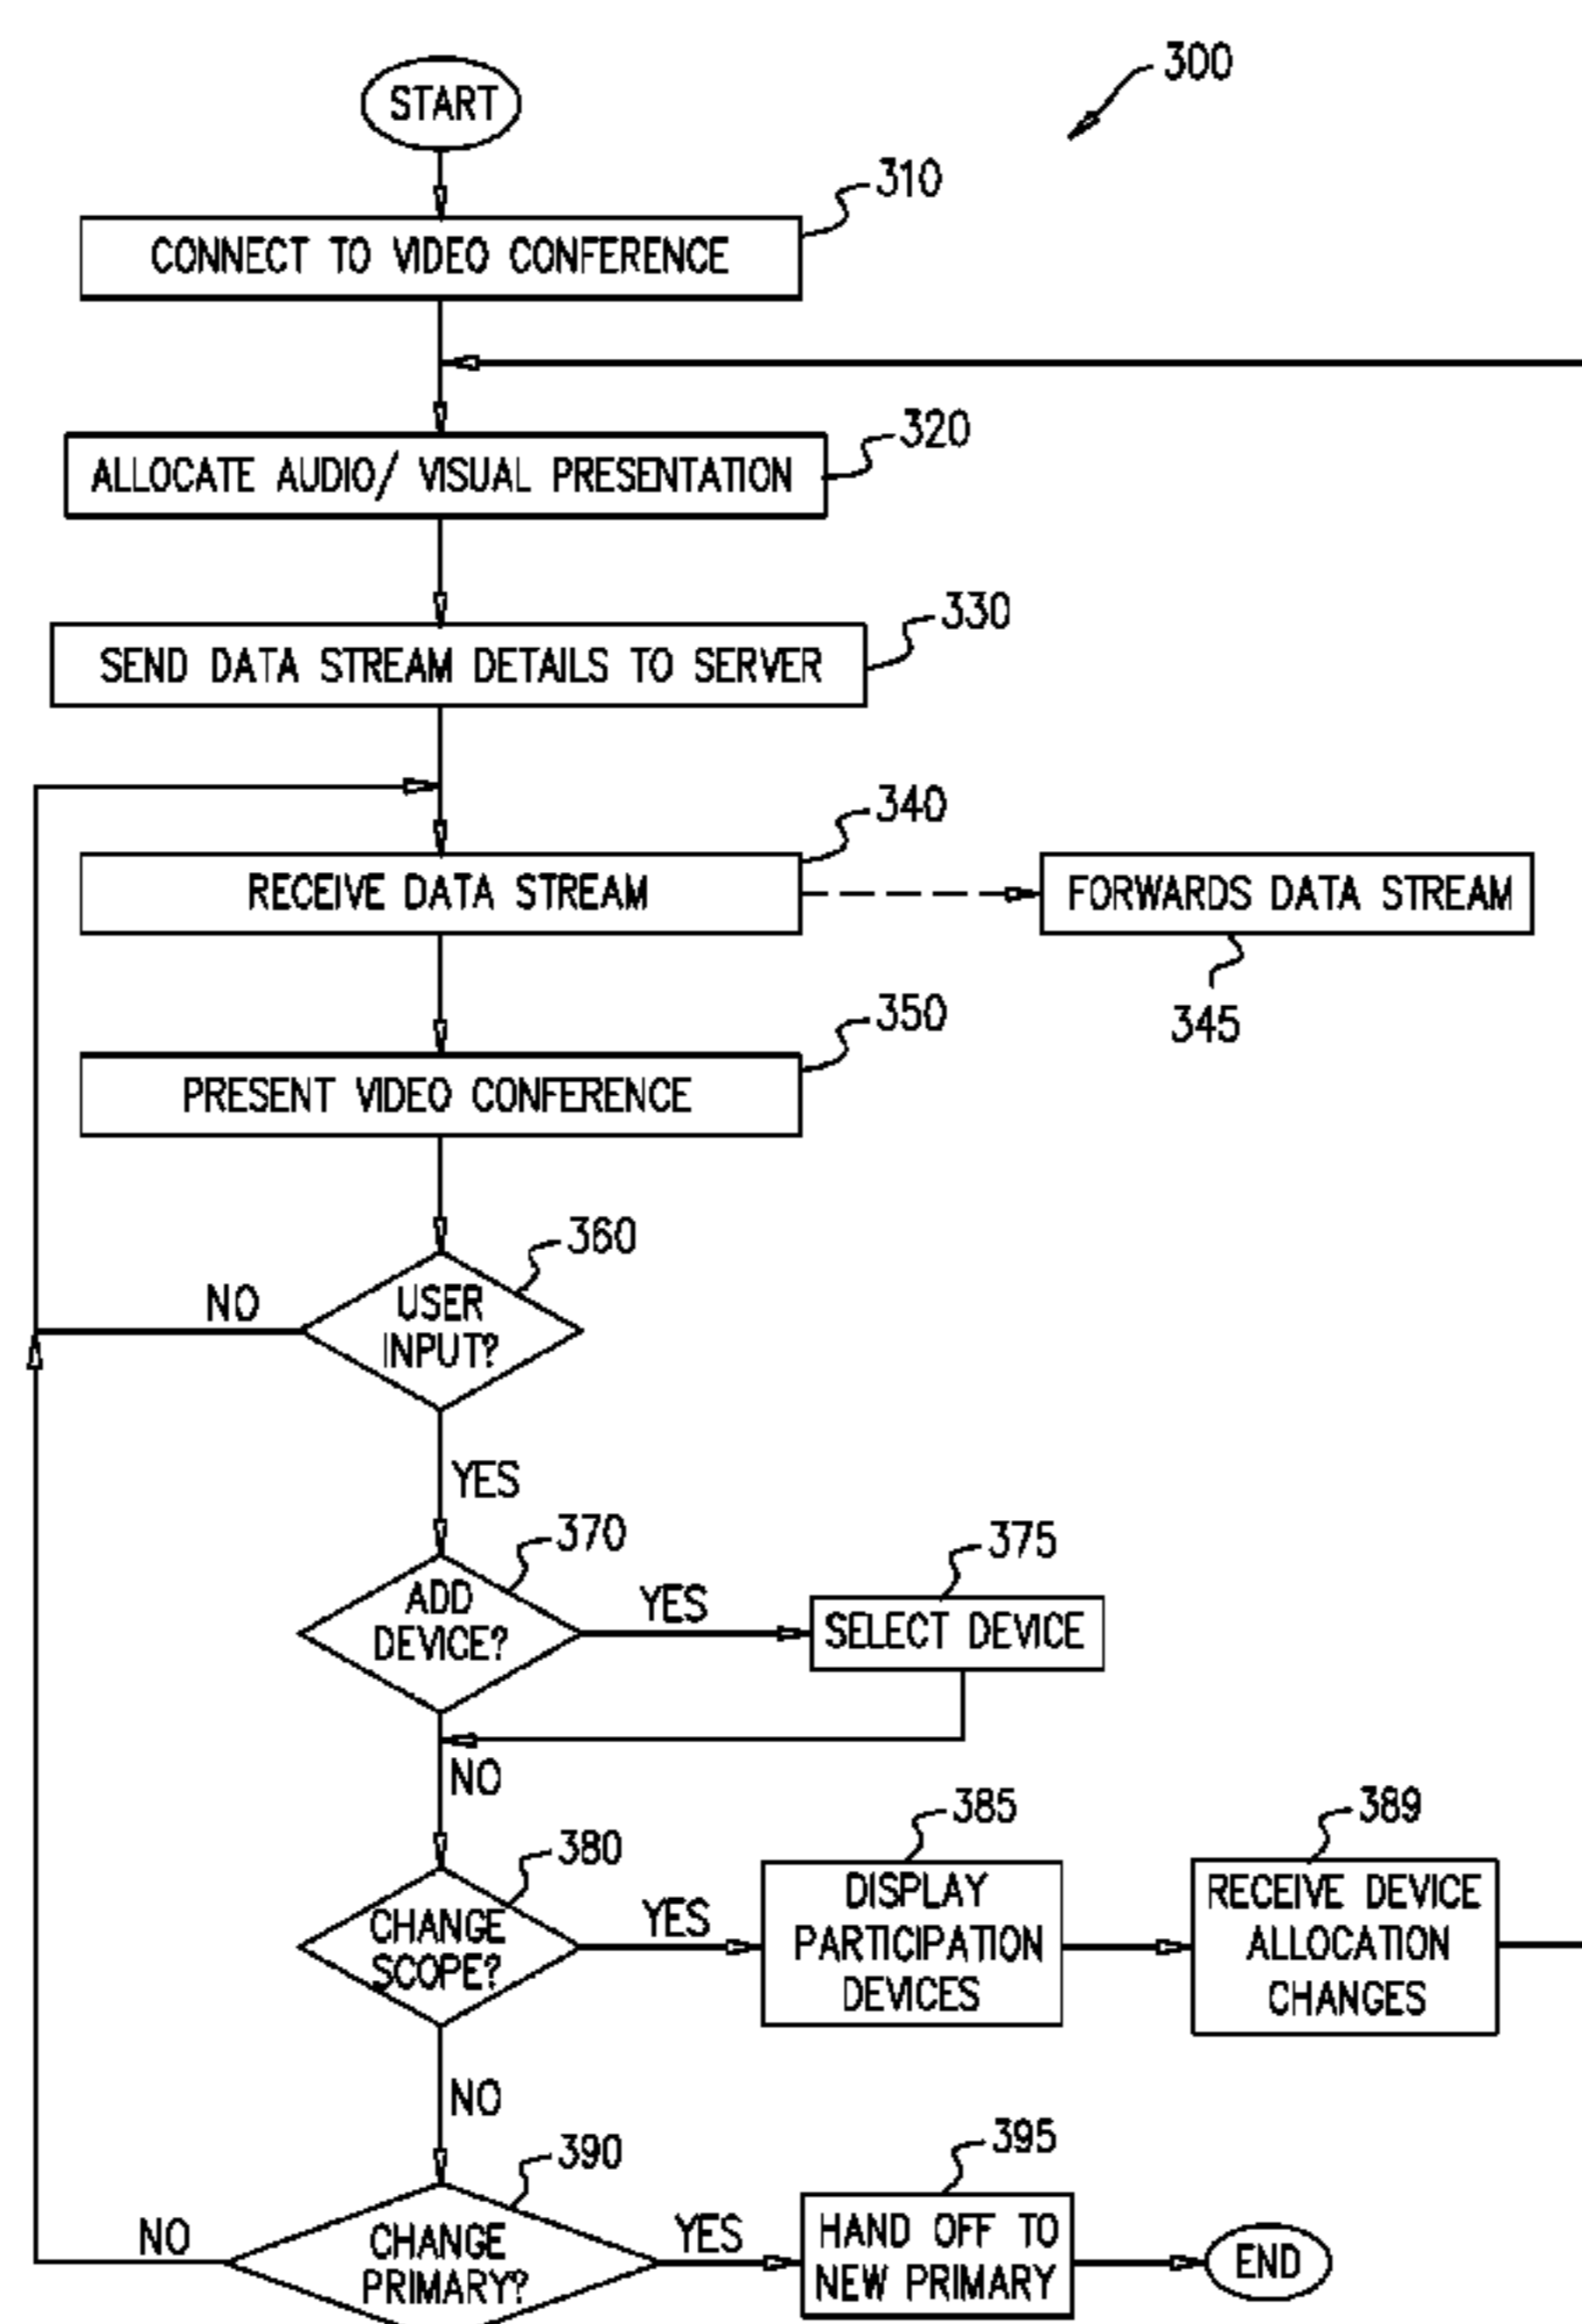 300
START
310
CONNECT TO VIDEO CONFERENCE
320
ALLOCATE AUDIO/ VISUAL PRESENTATION
330
SEND DATA STREAM DETAILS TO SERVER
340
RECEIVE DATA STREAM
FORWARDS DATA STREAM
345
350
PRESENT VIDEO CONFERENCE
360
NO
USER
INPUT?
YES
370
375
ADD
DEVICE?
YES
SELECT DEVICE
NO
380
385
389
CHANGE
SCOPE?
YES
DISPLAY
PARTICIPATION
DEVICES
RECEIVE DEVICE
ALLOCATION
CHANGES
NO
390
395
NO
CHANGE
PRIMARY?
YES
HAND OFF TO
NEW PRIMARY
END